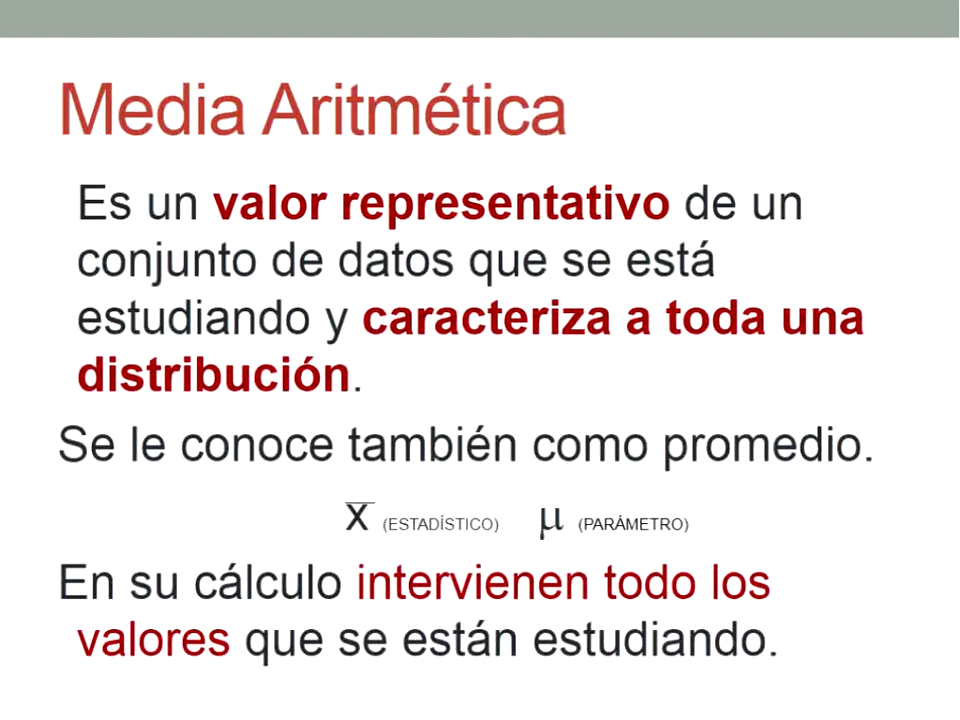 Media Aritmética
Es un valor representativo de un
conjunto de datos que se está
estudiando y caracteriza a toda una
distribución.
Se le conoce también como promedio.
x̅ (ESTADÍSTICO) μ (PARÁMETRO)
En su cálculo intervienen todo los
valores que se están estudiando.